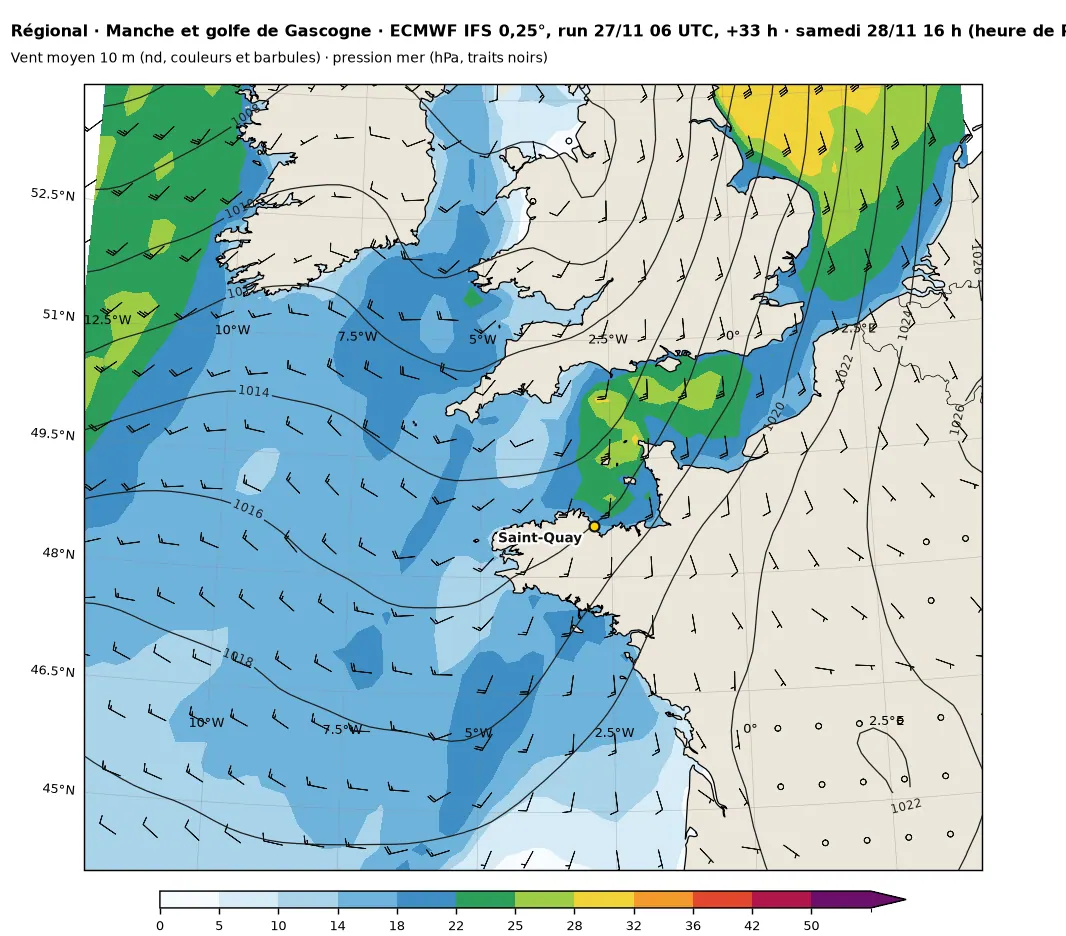 Régional · Manche et golfe de Gascogne · ECMWF IFS 0,25°, run 27/11 06 UTC, +33 h · samedi 28/11 16 h (heure de P
Vent moyen 10 m (nd, couleurs et barbules) · pression mer (hPa, traits noirs)
1008
52.5°N
1010
1026
101
51°N
12.5°W
10°W
7.5°W
5°W
2.5°W
0°
2.5°E
1024
1022
1014
1020
1026
49.5°N
1016
Saint-Quay
48°N
1018
46.5°N
10°W
7.5°W
5°W
2.5°W
0°
2.5°E
45°N
1022
0 5 10 14 18 22 25 28 32 36 42 50